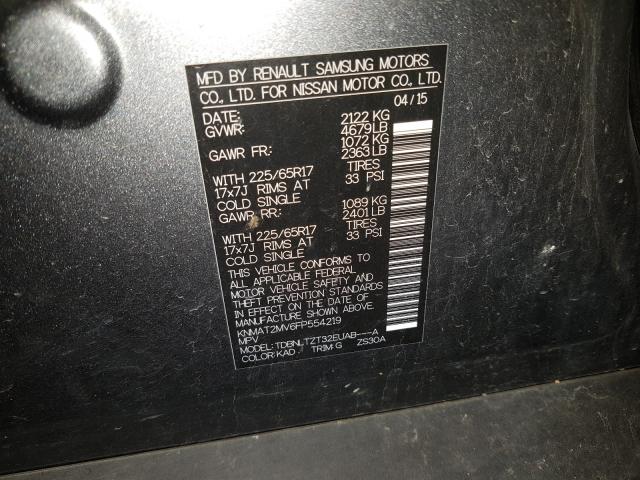 MFD BY RENAULT SAMSUNG MOTORS
CO., LTD. FOR NISSAN MOTOR CO., LTD.
04/15
DATE:
GVWR: 2122 KG
4679LB
GAWR FR: 1072 KG
2363 LB
WITH 225/65R17 TIRES
17x7J RIMS AT 33 PSI
COLD SINGLE
GAWR RR: 1089 KG
2401 LB
WITH 225/65R17 TIRES
17x7J RIMS AT 33 PSI
COLD SINGLE
THIS VEHICLE CONFORMS TO
ALL APPLICABLE FEDERAL
MOTOR VEHICLE SAFETY AND
THEFT PREVENTION STANDARDS
IN EFFECT ON THE DATE OF
MANUFACTURE SHOWN ABOVE.
KNMAT2MV6FP554219
MPV
MODEL: TDBNLTZT32EUAB---A
COLOR: KAD TRIM: G ZS30A